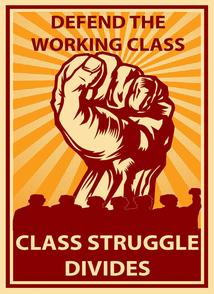 DEFEND THE
WORKING CLASS
CLASS STRUGGLE
DIVIDES